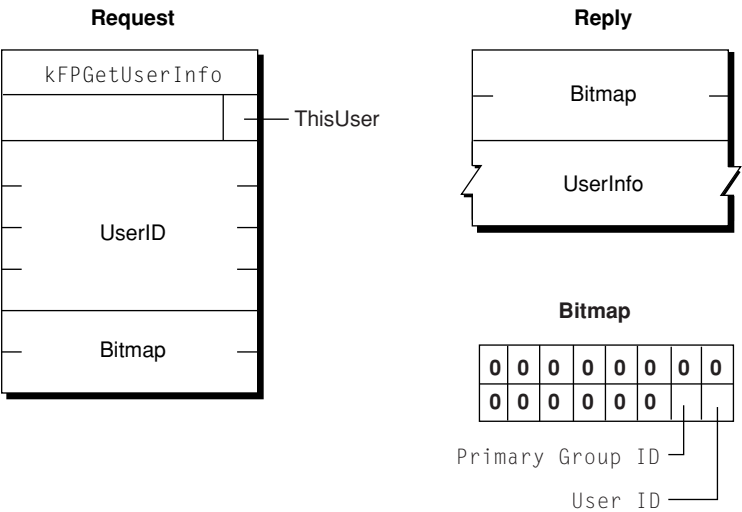 Request
kFPGetUserInfo
ThisUser
UserID
Bitmap
Reply
Bitmap
UserInfo
Bitmap
0 0 0 0 0 0 0 0
0 0 0 0 0 0
Primary Group ID
User ID